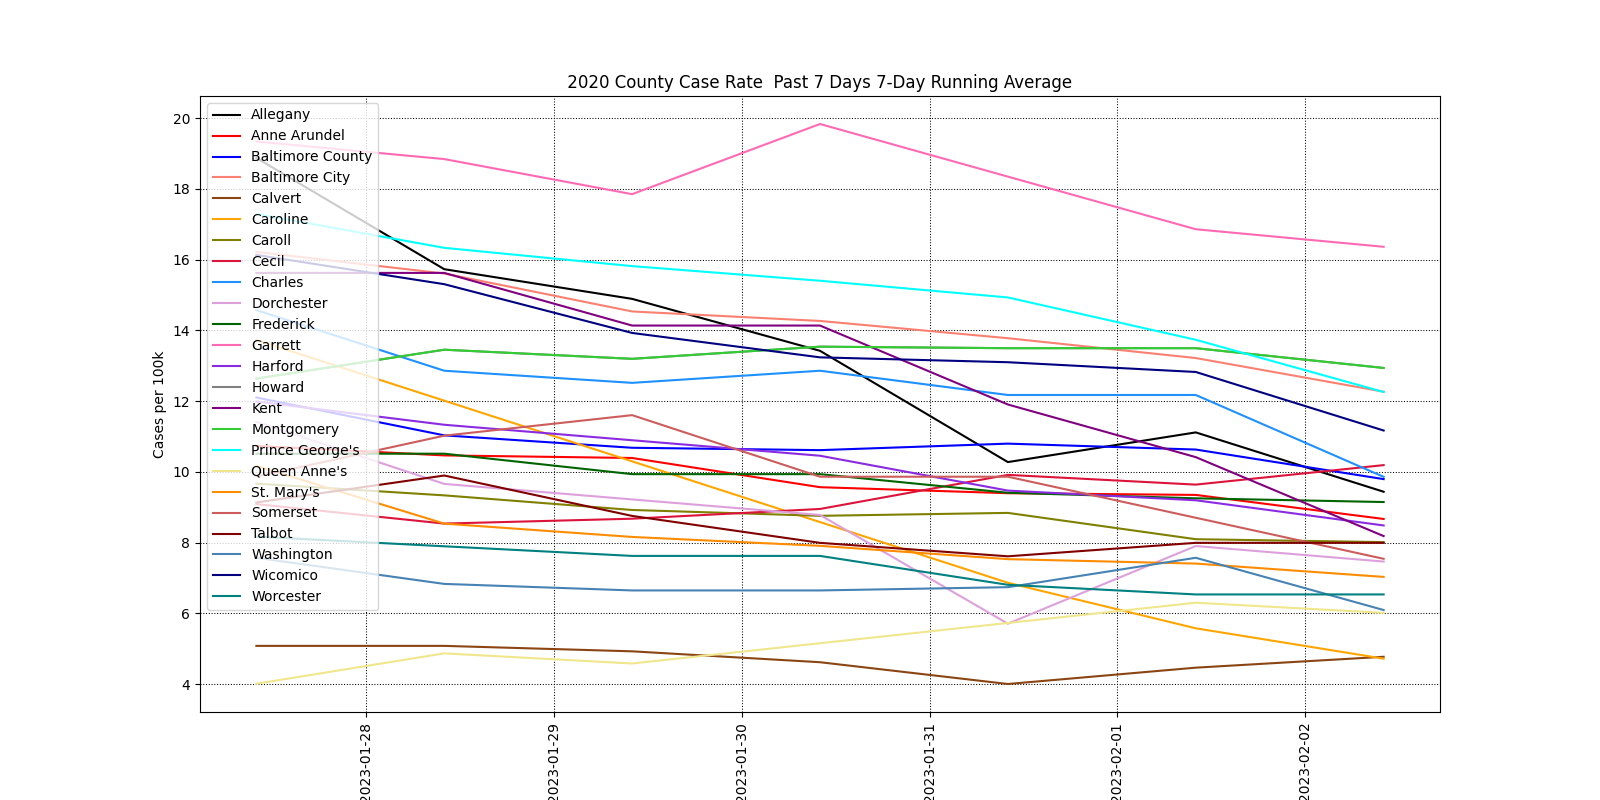 2020 County Case Rate  Past 7 Days 7-Day Running Average
Cases per 100k
20
18
16
14
12
10
8
6
4
Allegany
Anne Arundel
Baltimore County
Baltimore City
Calvert
Caroline
Caroll
Cecil
Charles
Dorchester
Frederick
Garrett
Harford
Howard
Kent
Montgomery
Prince George's
Queen Anne's
St. Mary's
Somerset
Talbot
Washington
Wicomico
Worcester
2023-01-28
2023-01-29
2023-01-30
2023-01-31
2023-02-01
2023-02-02